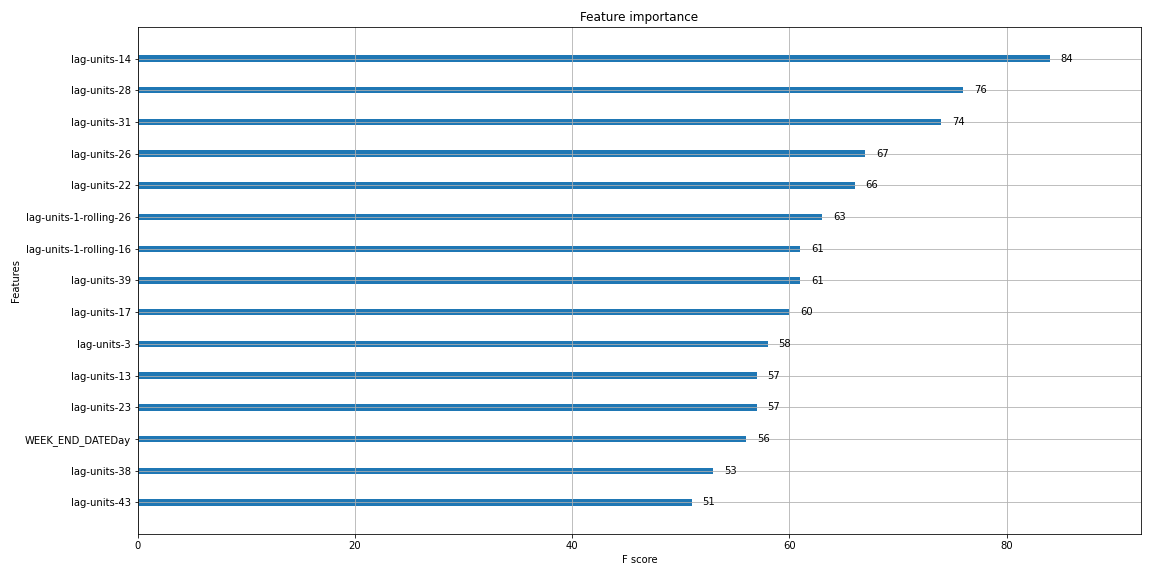 Feature importance
Features
lag-units-14 84
lag-units-28 76
lag-units-31 74
lag-units-26 67
lag-units-22 66
lag-units-1-rolling-26 63
lag-units-1-rolling-16 61
lag-units-39 61
lag-units-17 60
lag-units-3 58
lag-units-13 57
lag-units-23 57
WEEK_END_DATEDay 56
lag-units-38 53
lag-units-43 51
0 20 40 60 80
F score